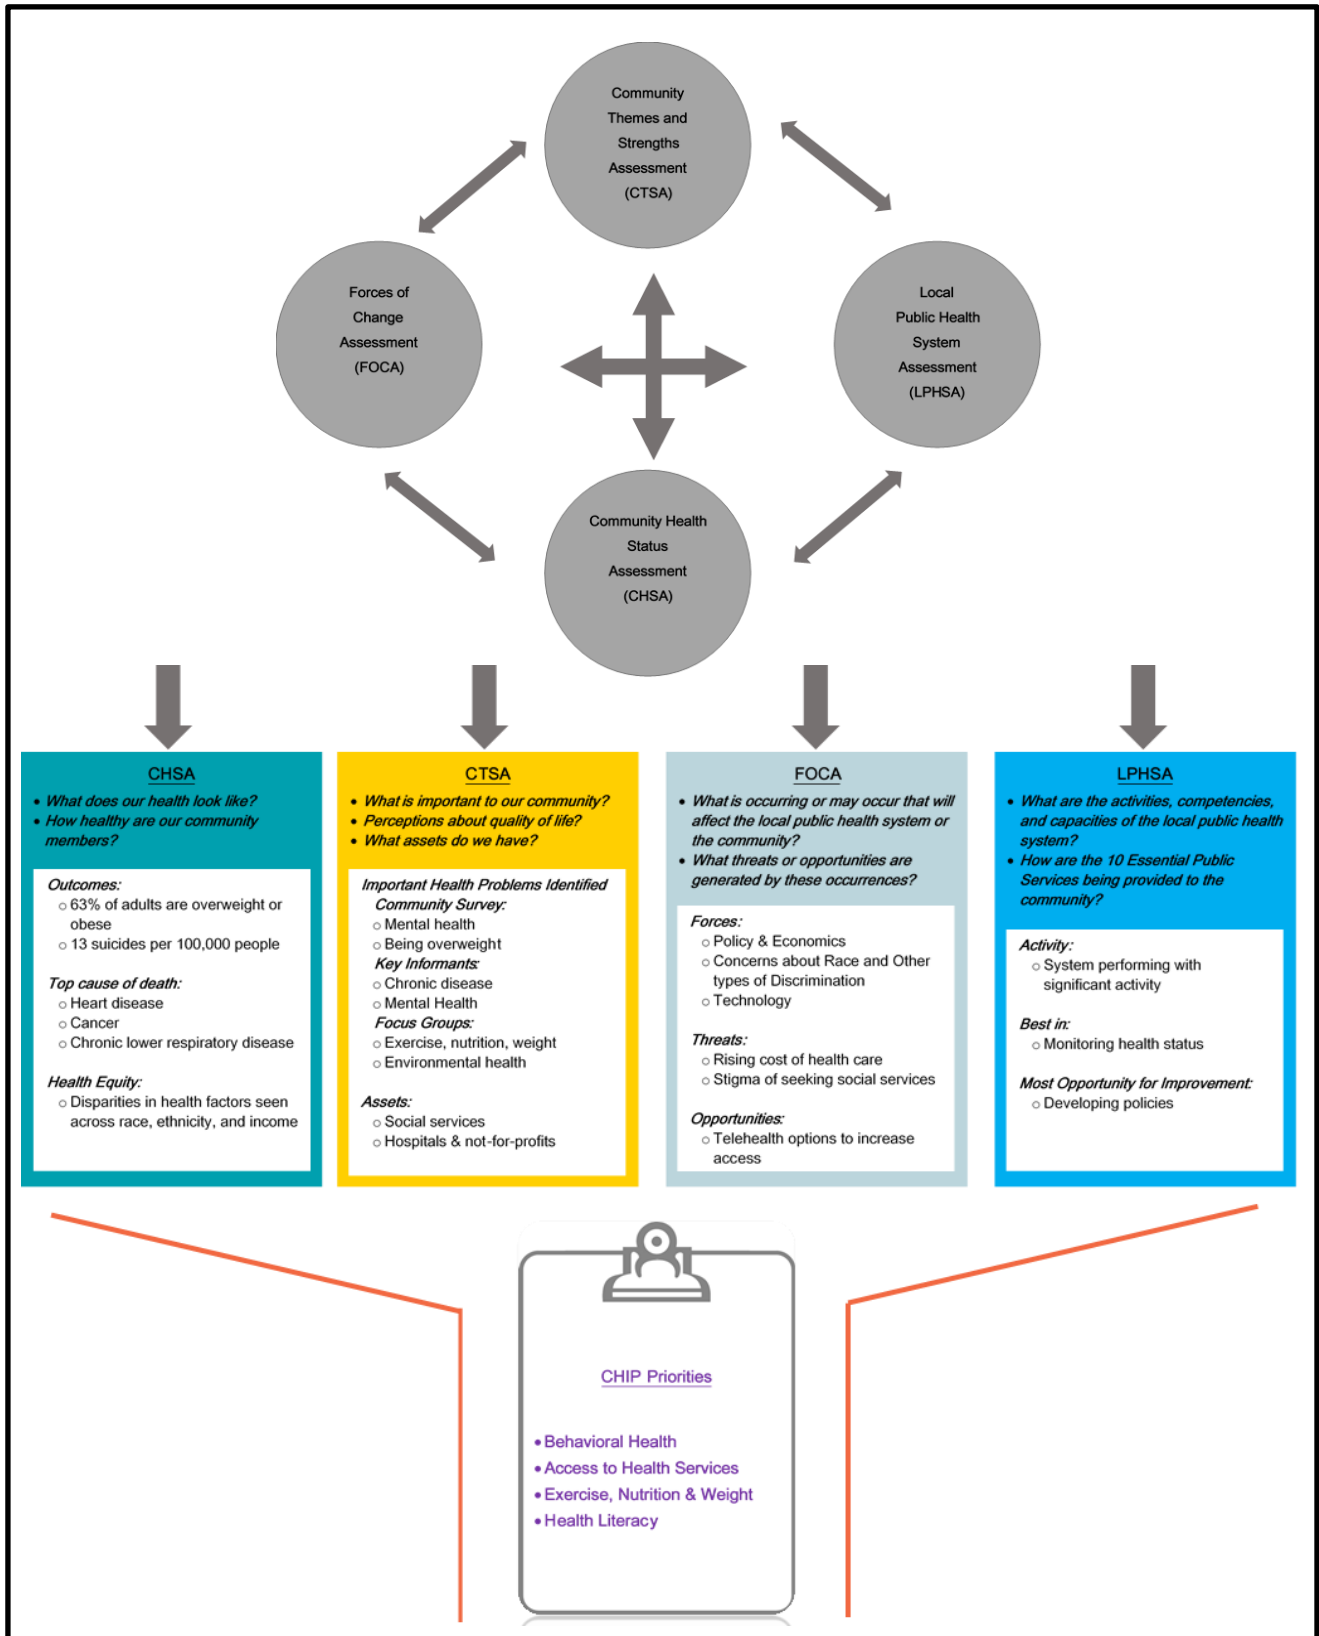 Community
Themes and
Strengths
Assessment
(CTSA)
Forces of
Change
Assessment
(FOCA)
Local
Public Health
System
Assessment
(LPHSA)
Community Health
Status
Assessment
(CHSA)
CHSA
• What does our health look like?
• How healthy are our community
members?
Outcomes:
o 63% of adults are overweight or
obese
o 13 suicides per 100,000 people
Top cause of death:
o Heart disease
o Cancer
o Chronic lower respiratory disease
Health Equity:
o Disparities in health factors seen
across race, ethnicity, and income
CTSA
• What is important to our community?
• Perceptions about quality of life?
• What assets do we have?
Important Health Problems Identified
Community Survey:
o Mental health
o Being overweight
Key Informants:
o Chronic disease
o Mental Health
Focus Groups:
o Exercise, nutrition, weight
o Environmental health
Assets:
o Social services
o Hospitals & not-for-profits
FOCA
• What is occurring or may occur that will
affect the local public health system or
the community?
• What threats or opportunities are
generated by these occurrences?
Forces:
o Policy & Economics
o Concerns about Race and Other
types of Discrimination
o Technology
Threats:
o Rising cost of health care
o Stigma of seeking social services
Opportunities:
o Telehealth options to increase
access
LPHSA
• What are the activities, competencies,
and capacities of the local public health
system?
• How are the 10 Essential Public
Services being provided to the
community?
Activity:
o System performing with
significant activity
Best in:
o Monitoring health status
Most Opportunity for Improvement:
o Developing policies
CHIP Priorities
• Behavioral Health
• Access to Health Services
• Exercise, Nutrition & Weight
• Health Literacy